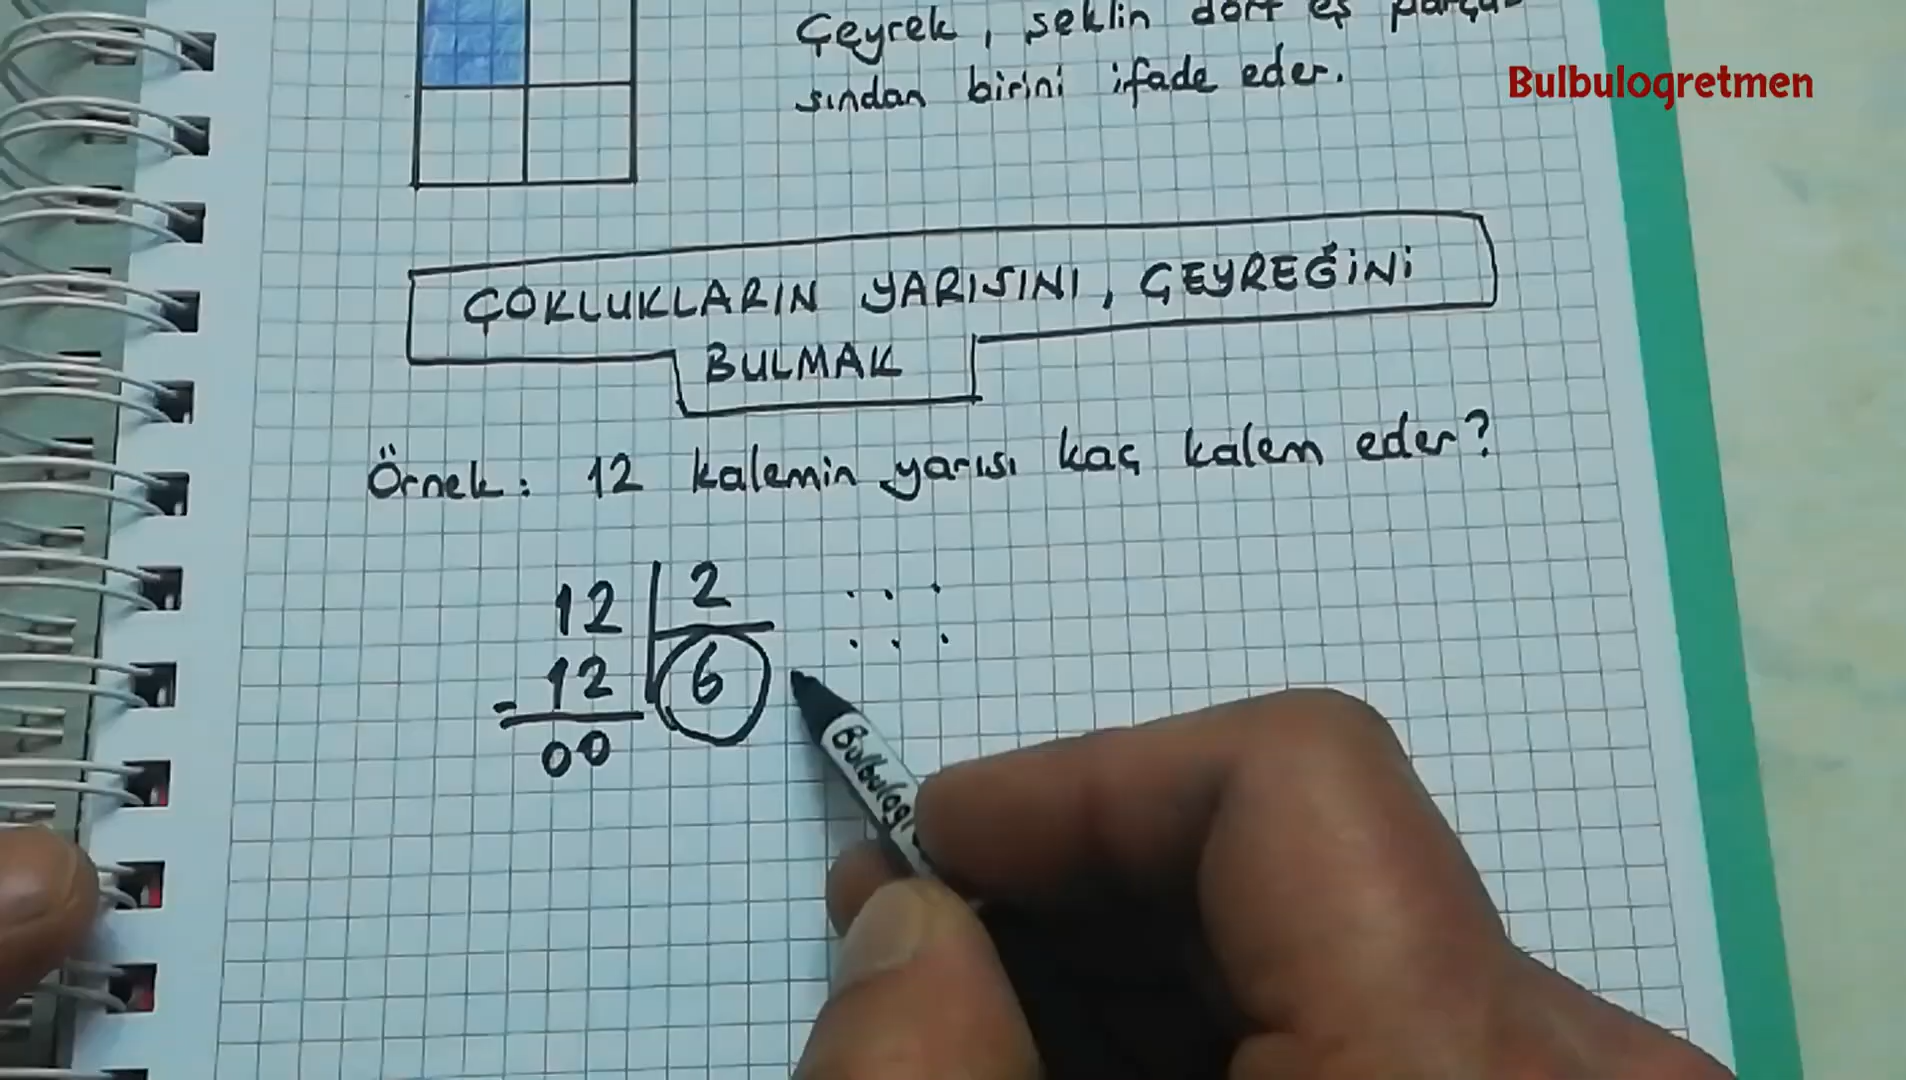 Çeyrek, şeklin dört eş parça-
sından birini ifade eder.
Bulbulogretmen
ÇOKLUKLARIN YARISINI, ÇEYREĞİNİ
BULMAK
Örnek: 12 kalemin yarısı kaç kalem eder?
12 2
- 12 6
00
Bulbulog